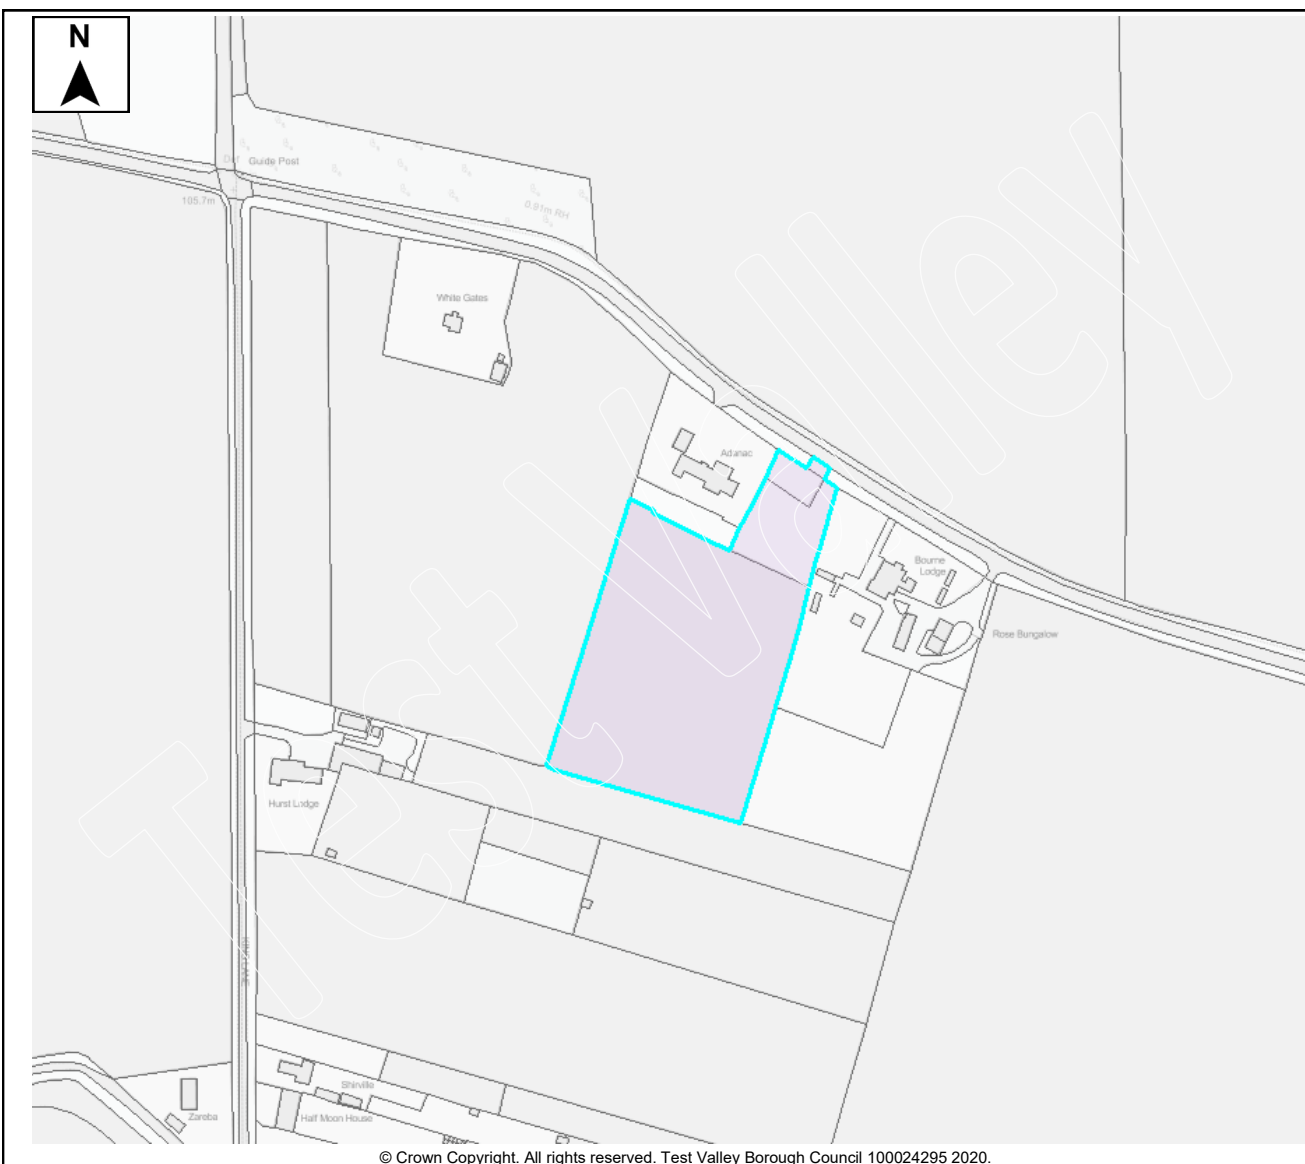 N
Def Guide Post
105.7m
0.91m RH
White Gates
Adanac
Bourne
Lodge
Rose Bungalow
Hurst Lodge
Shirville
Half Moon House
Zareba
Test Valley
© Crown Copyright. All rights reserved. Test Valley Borough Council 100024295 2020.